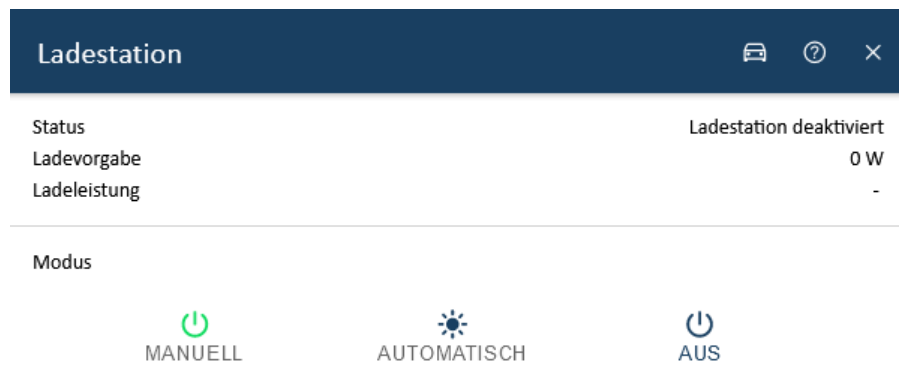 Ladestation
Status Ladestation deaktiviert
Ladevorgabe 0 W
Ladeleistung -
Modus
MANUELL AUTOMATISCH AUS